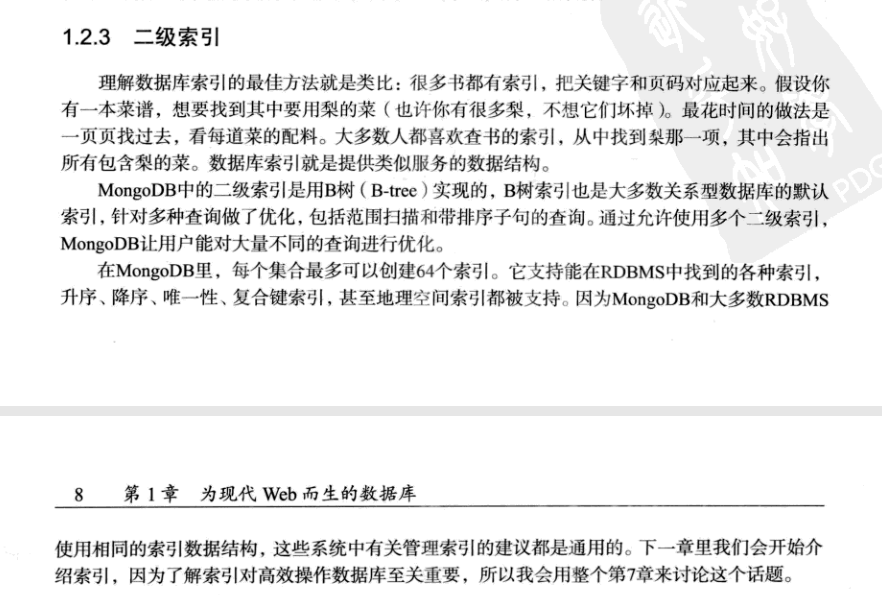 1.2.3 二级索引
理解数据库索引的最佳方法就是类比：很多书都有索引，把关键字和页码对应起来。假设你
有一本菜谱，想要找到其中要用梨的菜（也许你有很多梨，不想它们坏掉）。最花时间的做法是
一页页找过去，看每道菜的配料。大多数人都喜欢查书的索引，从中找到梨那一项，其中会指出
所有包含梨的菜。数据库索引就是提供类似服务的数据结构。
MongoDB中的二级索引是用B树（B-tree）实现的，B树索引也是大多数关系型数据库的默认
索引，针对多种查询做了优化，包括范围扫描和带排序子句的查询。通过允许使用多个二级索引，
MongoDB让用户能对大量不同的查询进行优化。
在MongoDB里，每个集合最多可以创建64个索引。它支持能在RDBMS中找到的各种索引，
升序、降序、唯一性、复合键索引，甚至地理空间索引都被支持。因为MongoDB和大多数RDBMS
8 第1章 为现代 Web 而生的数据库
使用相同的索引数据结构，这些系统中有关管理索引的建议都是通用的。下一章里我们会开始介
绍索引，因为了解索引对高效操作数据库至关重要，所以我会用整个第7章来讨论这个话题。
PDG